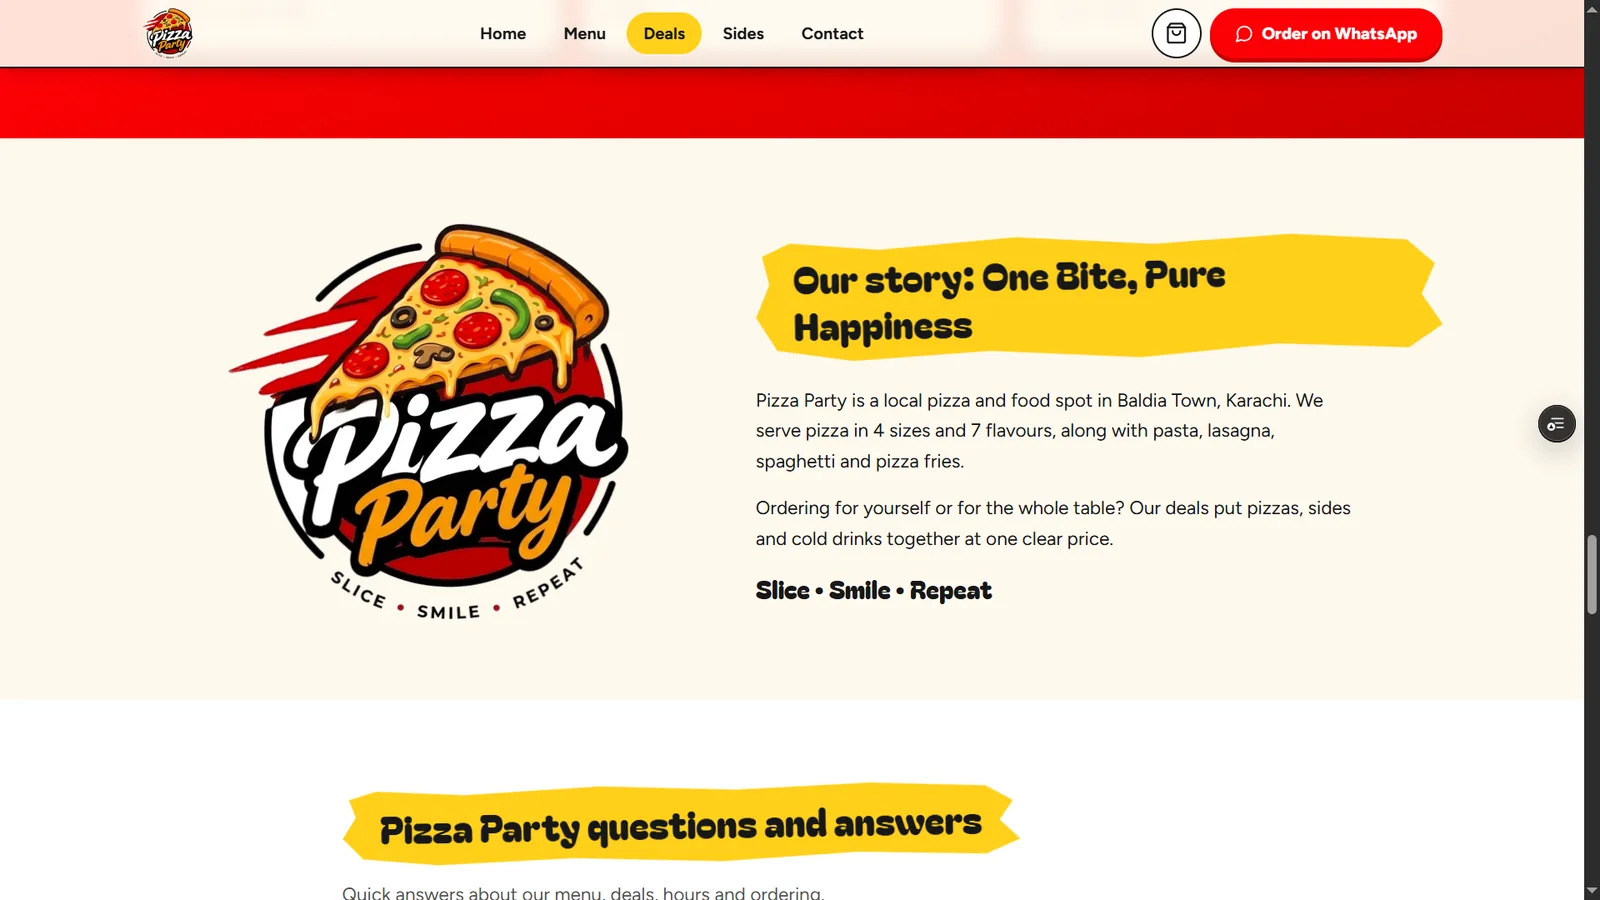 Pizza
Party
Home
Menu
Deals
Sides
Contact
Order on WhatsApp
Pizza
Party
SLICE • SMILE • REPEAT
Our story: One Bite, Pure
Happiness
Pizza Party is a local pizza and food spot in Baldia Town, Karachi. We
serve pizza in 4 sizes and 7 flavours, along with pasta, lasagna,
spaghetti and pizza fries.
Ordering for yourself or for the whole table? Our deals put pizzas, sides
and cold drinks together at one clear price.
Slice • Smile • Repeat
Pizza Party questions and answers
Quick answers about our menu, deals, hours and ordering.